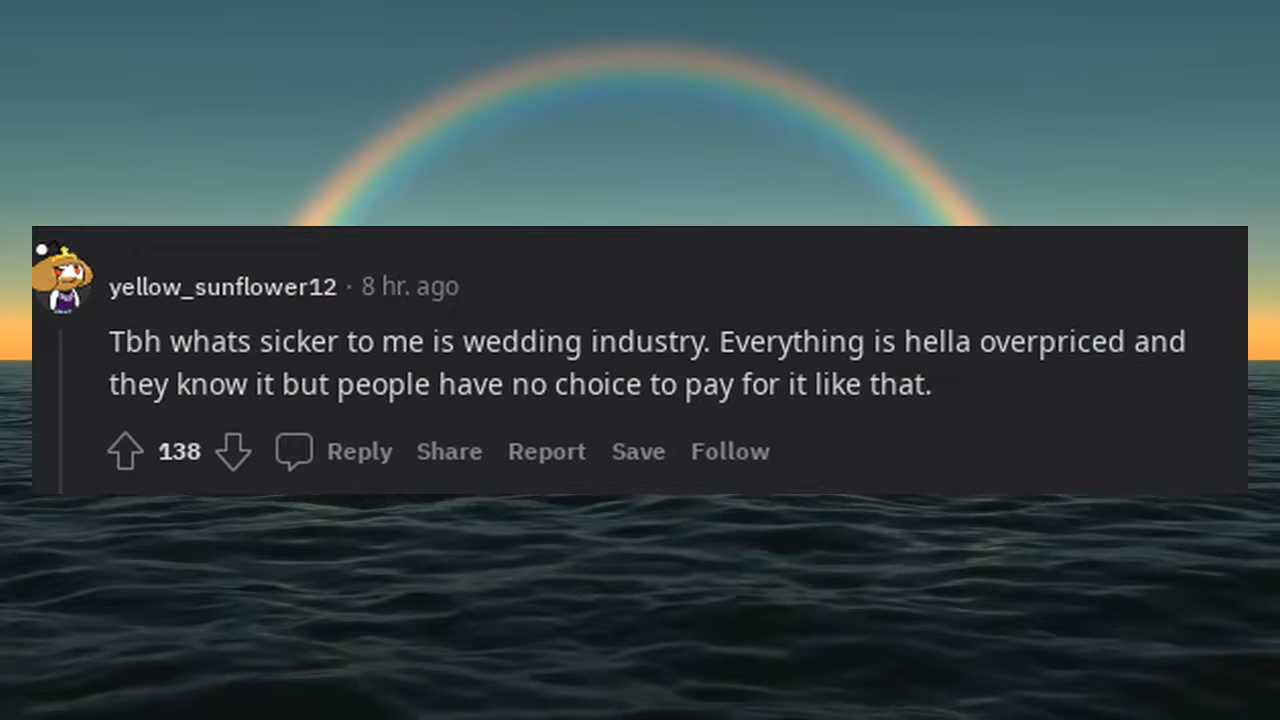 yellow_sunflower12 · 8 hr. ago
Tbh whats sicker to me is wedding industry. Everything is hella overpriced and
they know it but people have no choice to pay for it like that.
138 Reply Share Report Save Follow